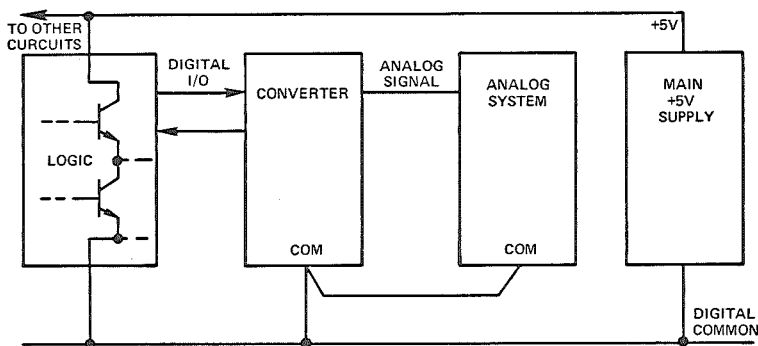 TO OTHER
CURCUITS
+5V
DIGITAL
I/O
CONVERTER
ANALOG
SIGNAL
ANALOG
SYSTEM
MAIN
+5V
SUPPLY
LOGIC
COM
COM
DIGITAL
COMMON